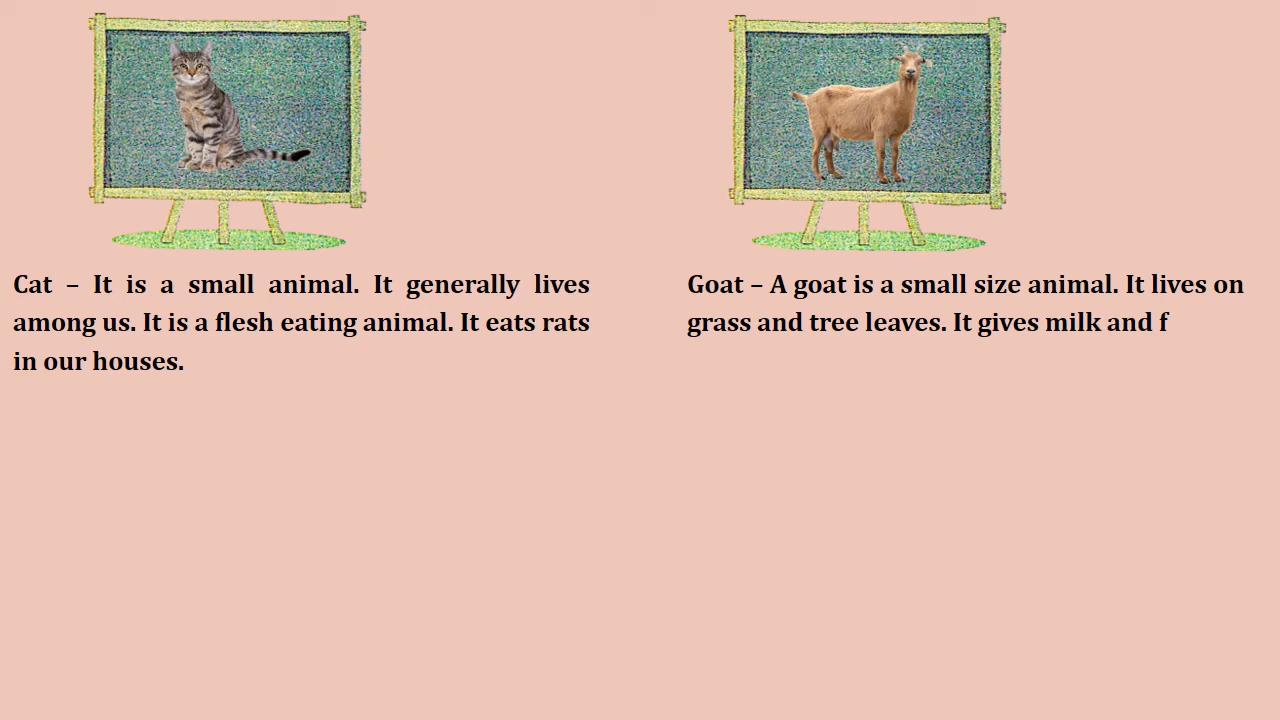 Cat – It is a small animal. It generally lives
among us. It is a flesh eating animal. It eats rats
in our houses.
Goat – A goat is a small size animal. It lives on
grass and tree leaves. It gives milk and f